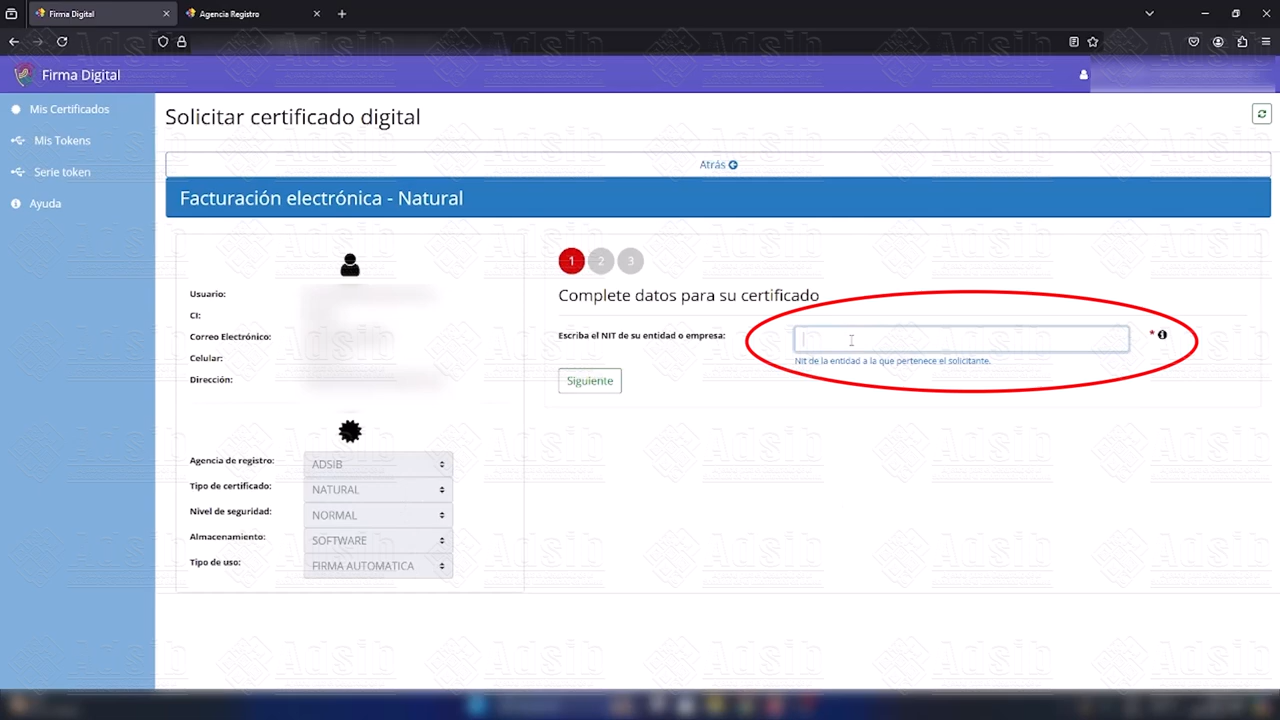 Firma Digital
Agencia Registro
Firma Digital
Mis Certificados
Mis Tokens
Serie token
Ayuda
Solicitar certificado digital
Atrás
Facturación electrónica - Natural
Usuario:
CI:
Correo Electrónico:
Celular:
Dirección:
Agencia de registro: ADSIB
Tipo de certificado: NATURAL
Nivel de seguridad: NORMAL
Almacenamiento: SOFTWARE
Tipo de uso: FIRMA AUTOMATICA
1 2 3
Complete datos para su certificado
Escriba el NIT de su entidad o empresa: *
Nit de la entidad a la que pertenece el solicitante.
Siguiente
Adsib